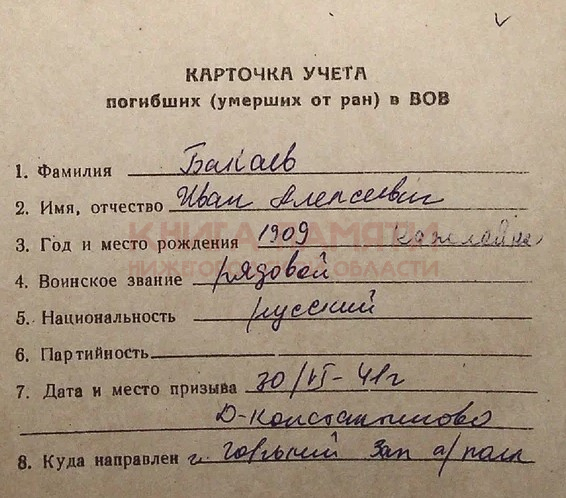 КАРТОЧКА УЧЕТА
погибших (умерших от ран) в ВОВ
1. Фамилия Бакаев
2. Имя, отчество Иван Алексеевич
КНИГА ПАМЯТИ
3. Год и место рождения 1909
НИЖЕГОРОДСКОЙ ОБЛАСТИ
4. Воинское звание рядовой
5. Национальность русский
6. Партийность
7. Дата и место призыва 30/VI-41г
Д-Константиново
8. Куда направлен г. Горький Зап а/полк